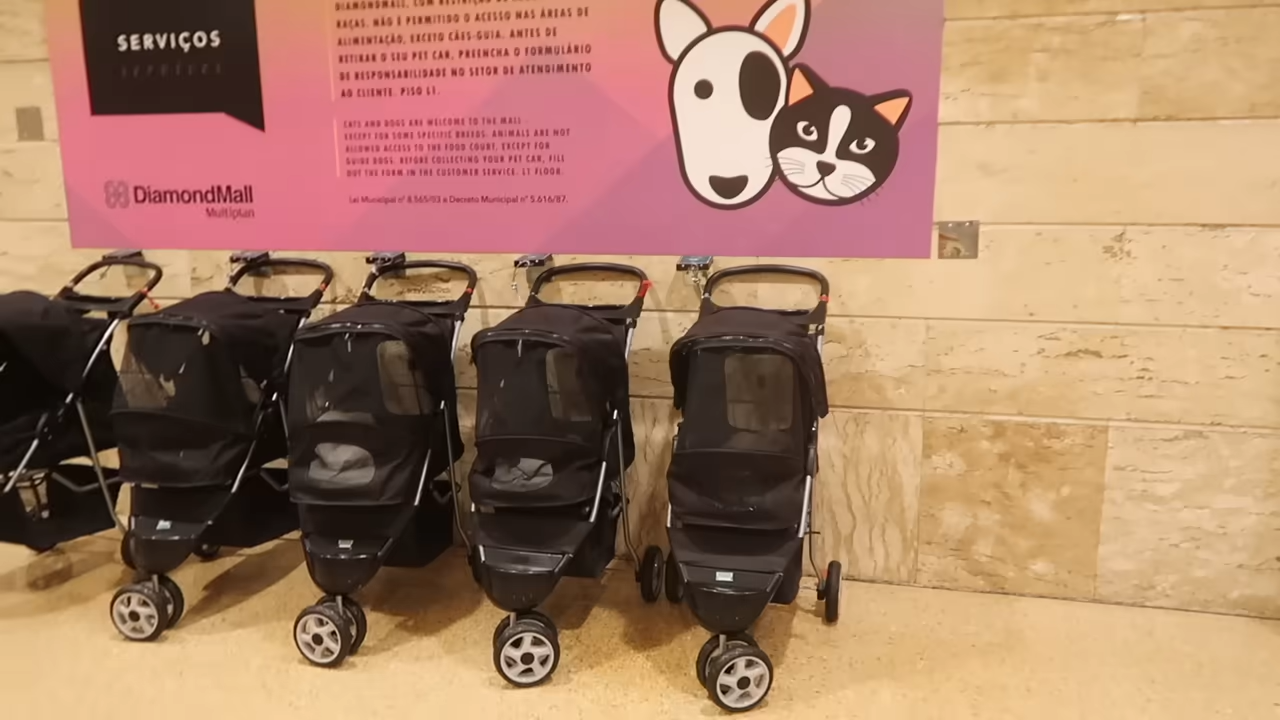 SERVIÇOS
DiamondMall
Multiplan
DIAMONDMALL, COM RESTRIÇÃO DE
RAÇAS. NÃO É PERMITIDO O ACESSO NAS ÁREAS DE
ALIMENTAÇÃO, EXCETO CÃES-GUIA. ANTES DE
RETIRAR O SEU PET CAR, PREENCHA O FORMULÁRIO
DE RESPONSABILIDADE NO SETOR DE ATENDIMENTO
AO CLIENTE. PISO L1.
CATS AND DOGS ARE WELCOME TO THE MALL
EXCEPT FOR SOME SPECIFIC BREEDS. ANIMALS ARE NOT
ALLOWED ACCESS TO THE FOOD COURT, EXCEPT FOR
GUIDE DOGS. BEFORE COLLECTING YOUR PET CAR, FILL
OUT THE FORM IN THE CUSTOMER SERVICE. L1 FLOOR.
Lei Municipal nº 8.565/03 e Decreto Municipal nº 5.616/87.